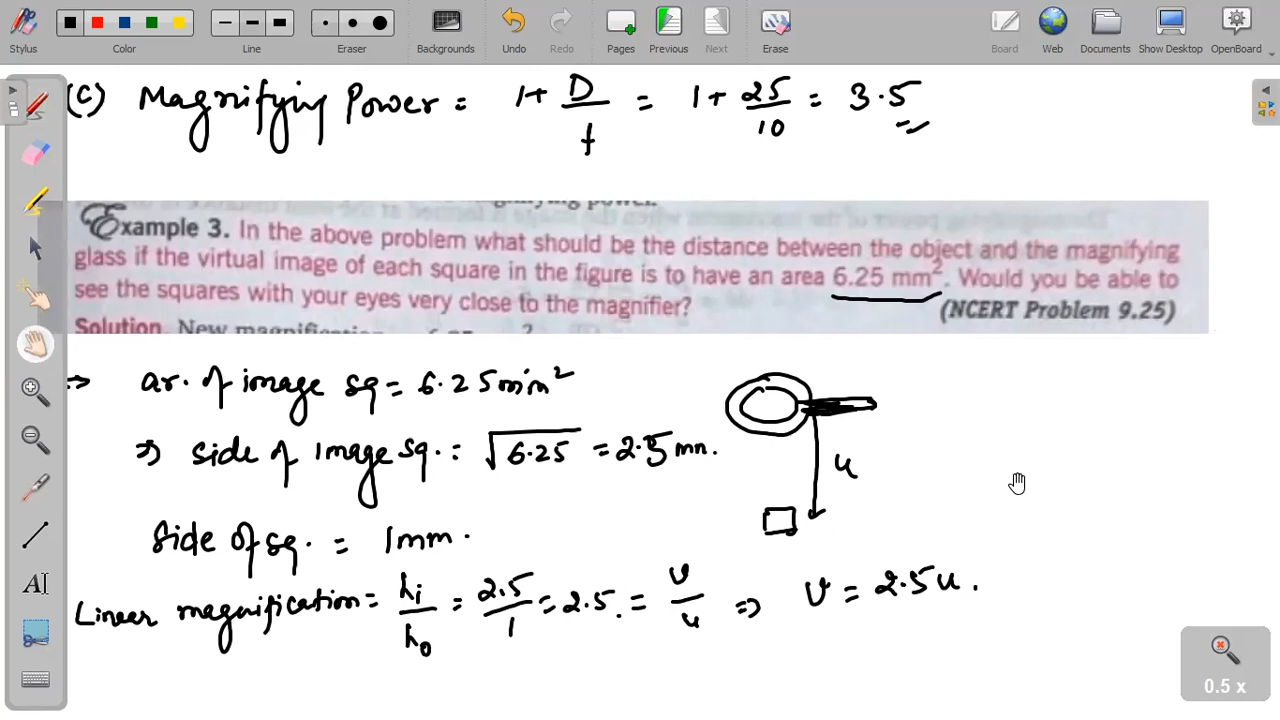 Stylus Color Line Eraser Backgrounds Undo Redo Pages Previous Next Erase Board Web Documents Show Desktop OpenBoard
(C) Magnifying Power = 1+ D/f = 1 + 25/10 = 3.5
Example 3. In the above problem what should be the distance between the object and the magnifying
glass if the virtual image of each square in the figure is to have an area 6.25 mm². Would you be able to
see the squares with your eyes very close to the magnifier?
(NCERT Problem 9.25)
Solution. New magnification
⇒ ar. of image sq = 6.25 mm²
⇒ side of image sq. = √6.25 = 2.5 mm.
u
Side of sq. = 1mm.
Linear magnification = hi/ho = 2.5/1 = 2.5. = v/u ⇒ v = 2.5u.
AI
0.5 x